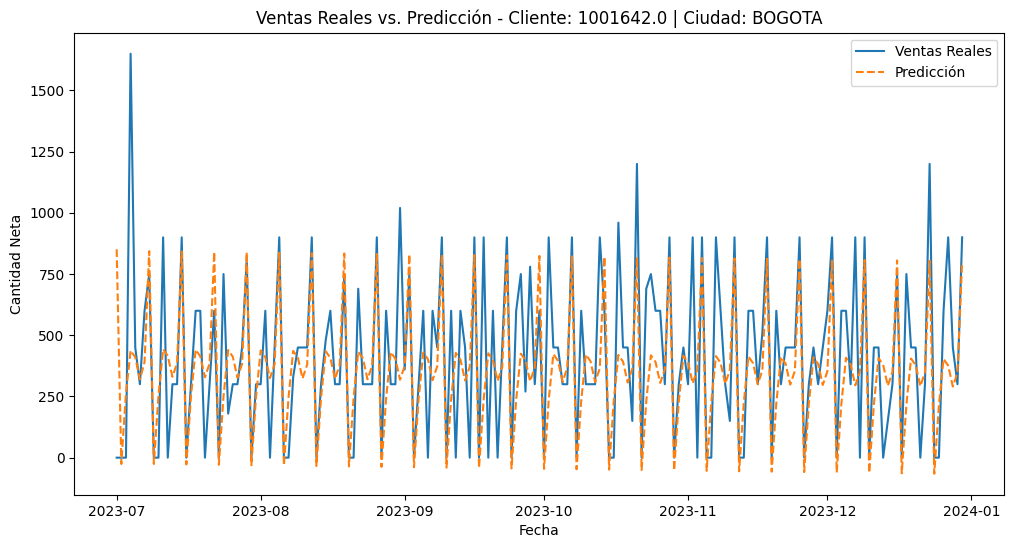 Ventas Reales vs. Predicción - Cliente: 1001642.0 | Ciudad: BOGOTA
Ventas Reales
Predicción
Cantidad Neta
1500
1250
1000
750
500
250
0
2023-07
2023-08
2023-09
2023-10
2023-11
2023-12
2024-01
Fecha